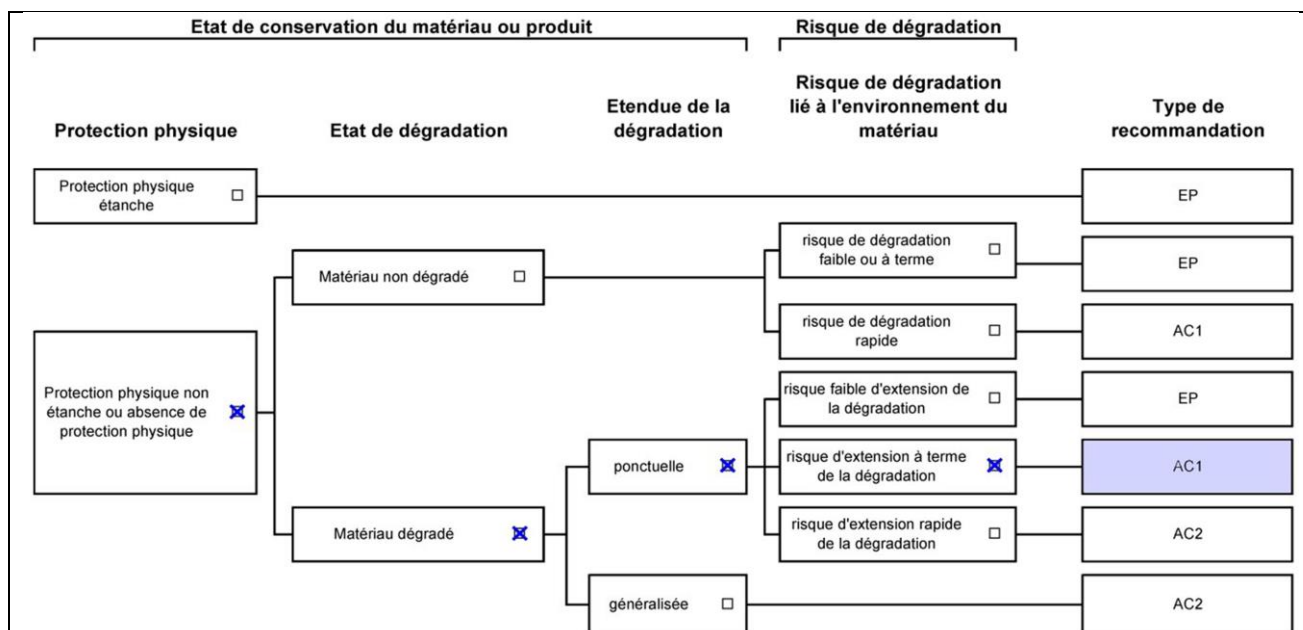 Etat de conservation du matériau ou produit
Risque de dégradation
Protection physique
Etat de dégradation
Etendue de la
dégradation
Risque de dégradation
lié à l'environnement du
matériau
Type de
recommandation
Protection physique
étanche
EP
Matériau non dégradé
risque de dégradation
faible ou à terme
EP
risque de dégradation
rapide
AC1
Protection physique non
étanche ou absence de
protection physique
risque faible d'extension de
la dégradation
EP
ponctuelle
risque d'extension à terme
de la dégradation
AC1
Matériau dégradé
risque d'extension rapide
de la dégradation
AC2
généralisée
AC2